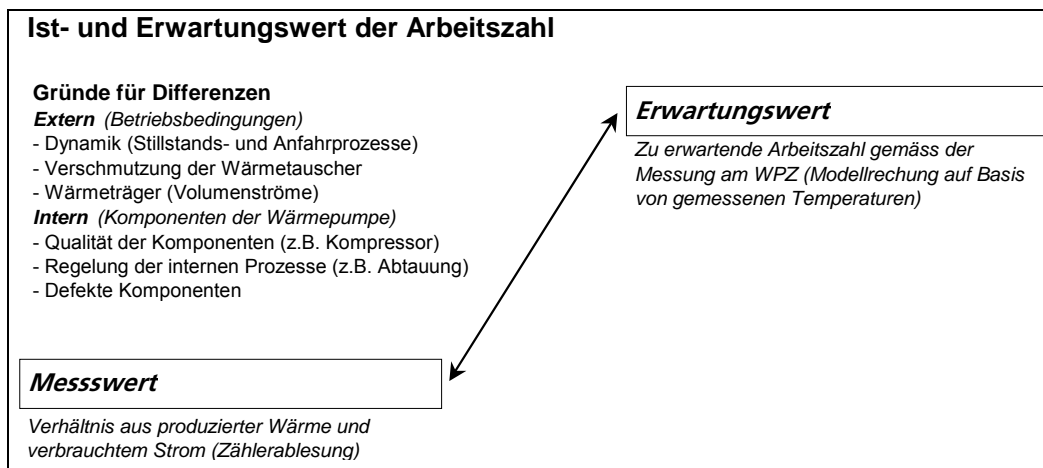 Ist- und Erwartungswert der Arbeitszahl
Gründe für Differenzen
Extern (Betriebsbedingungen)
- Dynamik (Stillstands- und Anfahrprozesse)
- Verschmutzung der Wärmetauscher
- Wärmeträger (Volumenströme)
Intern (Komponenten der Wärmepumpe)
- Qualität der Komponenten (z.B. Kompressor)
- Regelung der internen Prozesse (z.B. Abtauung)
- Defekte Komponenten
Erwartungswert
Zu erwartende Arbeitszahl gemäss der
Messung am WPZ (Modellrechung auf Basis
von gemessenen Temperaturen)
Messswert
Verhältnis aus produzierter Wärme und
verbrauchtem Strom (Zählerablesung)